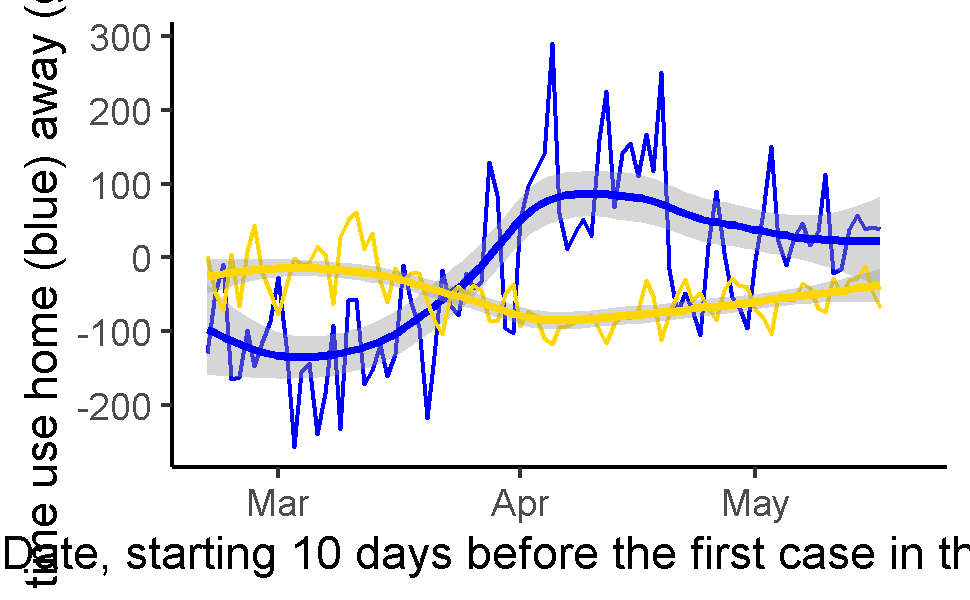 time use home (blue) away (
300
200
100
0
-100
-200
Mar Apr May
Date, starting 10 days before the first case in th